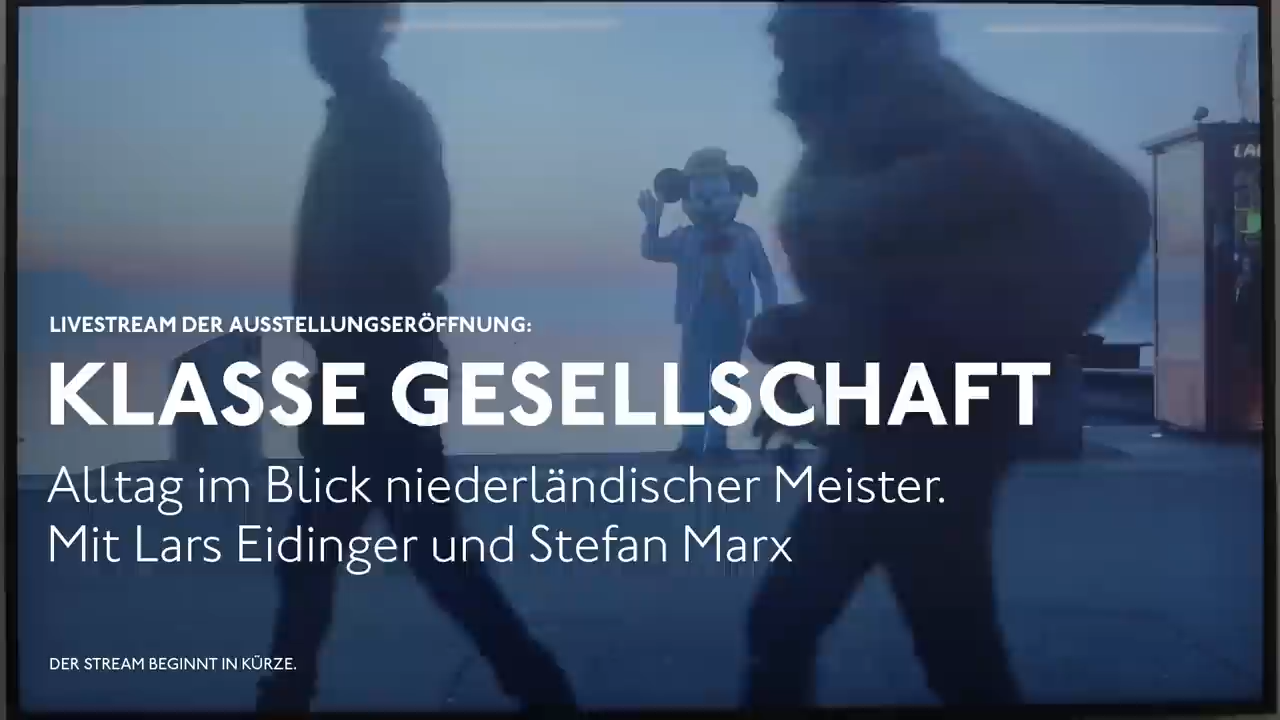 LIVESTREAM DER AUSSTELLUNGSERÖFFNUNG:
KLASSE GESELLSCHAFT
Alltag im Blick niederländischer Meister.
Mit Lars Eidinger und Stefan Marx
DER STREAM BEGINNT IN KÜRZE.